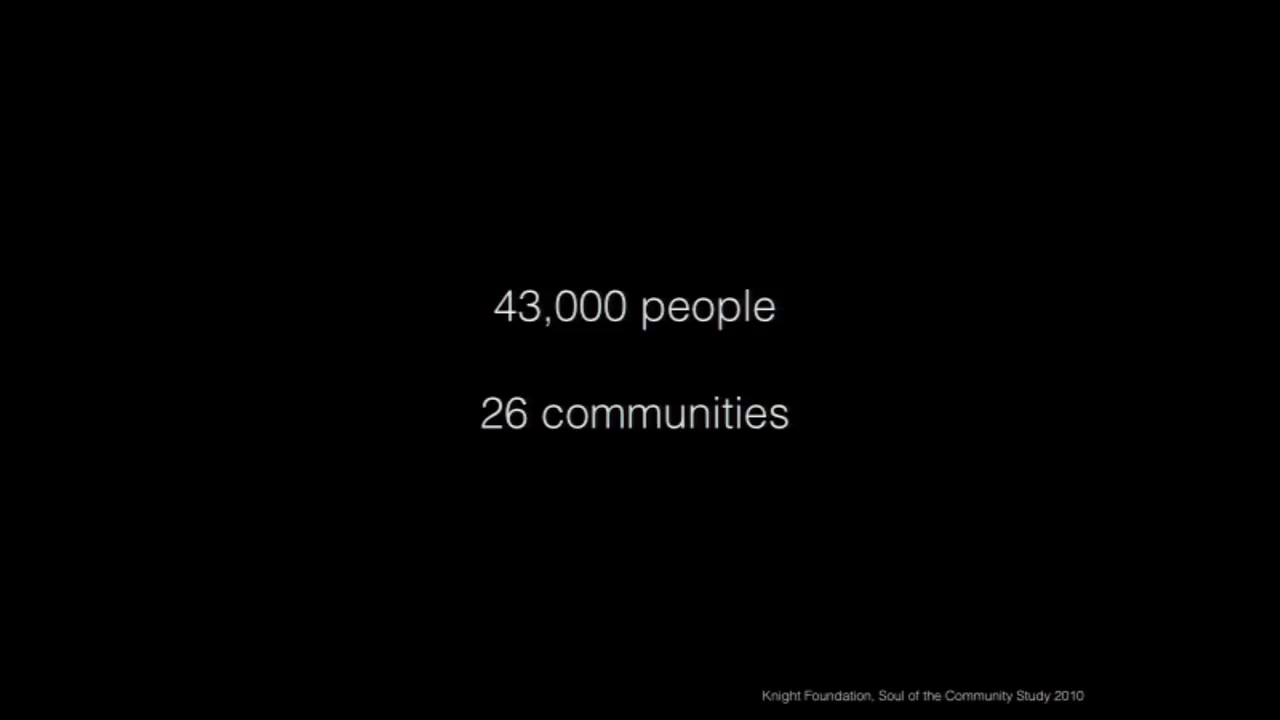 43,000 people
26 communities
Knight Foundation, Soul of the Community Study 2010